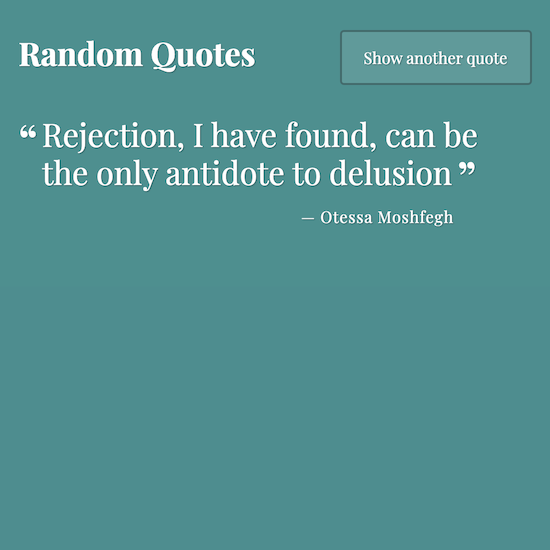 Random Quotes
Show another quote
❝ Rejection, I have found, can be
the only antidote to delusion ❞
— Otessa Moshfegh